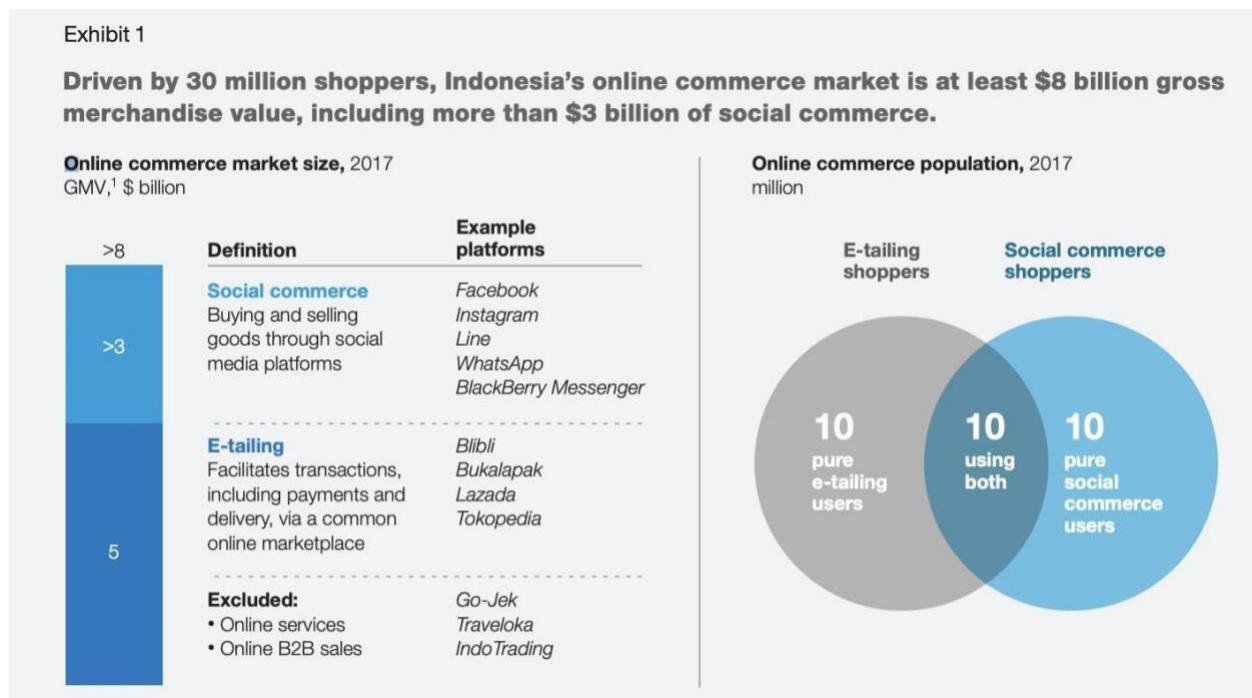 Exhibit 1
Driven by 30 million shoppers, Indonesia's online commerce market is at least $8 billion gross
merchandise value, including more than $3 billion of social commerce.
Online commerce market size, 2017
GMV,¹ $ billion
>8
>3
5
Definition
Example
platforms
Social commerce
Buying and selling
goods through social
media platforms
Facebook
Instagram
Line
WhatsApp
BlackBerry Messenger
E-tailing
Facilitates transactions,
including payments and
delivery, via a common
online marketplace
Blibli
Bukalapak
Lazada
Tokopedia
Excluded:
• Online services
• Online B2B sales
Go-Jek
Traveloka
IndoTrading
Online commerce population, 2017
million
E-tailing
shoppers
Social commerce
shoppers
10
pure
e-tailing
users
10
using
both
10
pure
social
commerce
users